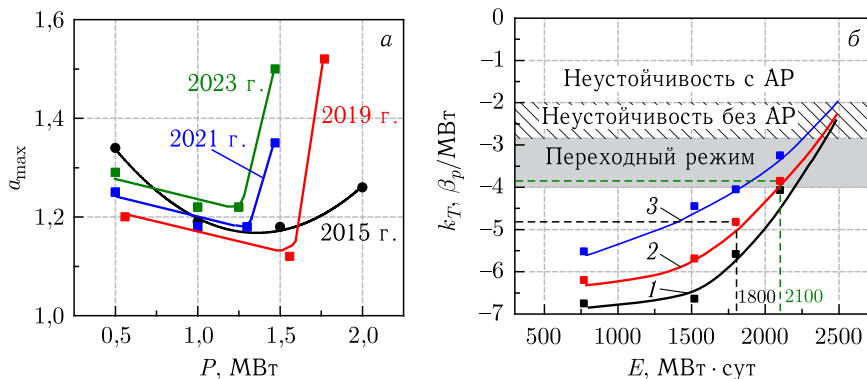 1,6
1,4
1,2
1,0
a_max
0,5
1,0
1,5
2,0
P, МВт
а
2023 г.
2019 г.
2021 г.
2015 г.
0
−1
−2
−3
−4
−5
−6
−7
k_T, β_p/МВт
500
1000
1500
2000
2500
E, МВт · сут
б
Неустойчивость с АР
Неустойчивость без АР
Переходный режим
3
2
1
1800
2100